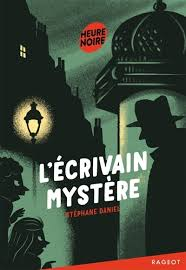 HEURE
NOIRE
L'ÉCRIVAIN
MYSTÈRE
STÉPHANE DANIEL
RAGEOT